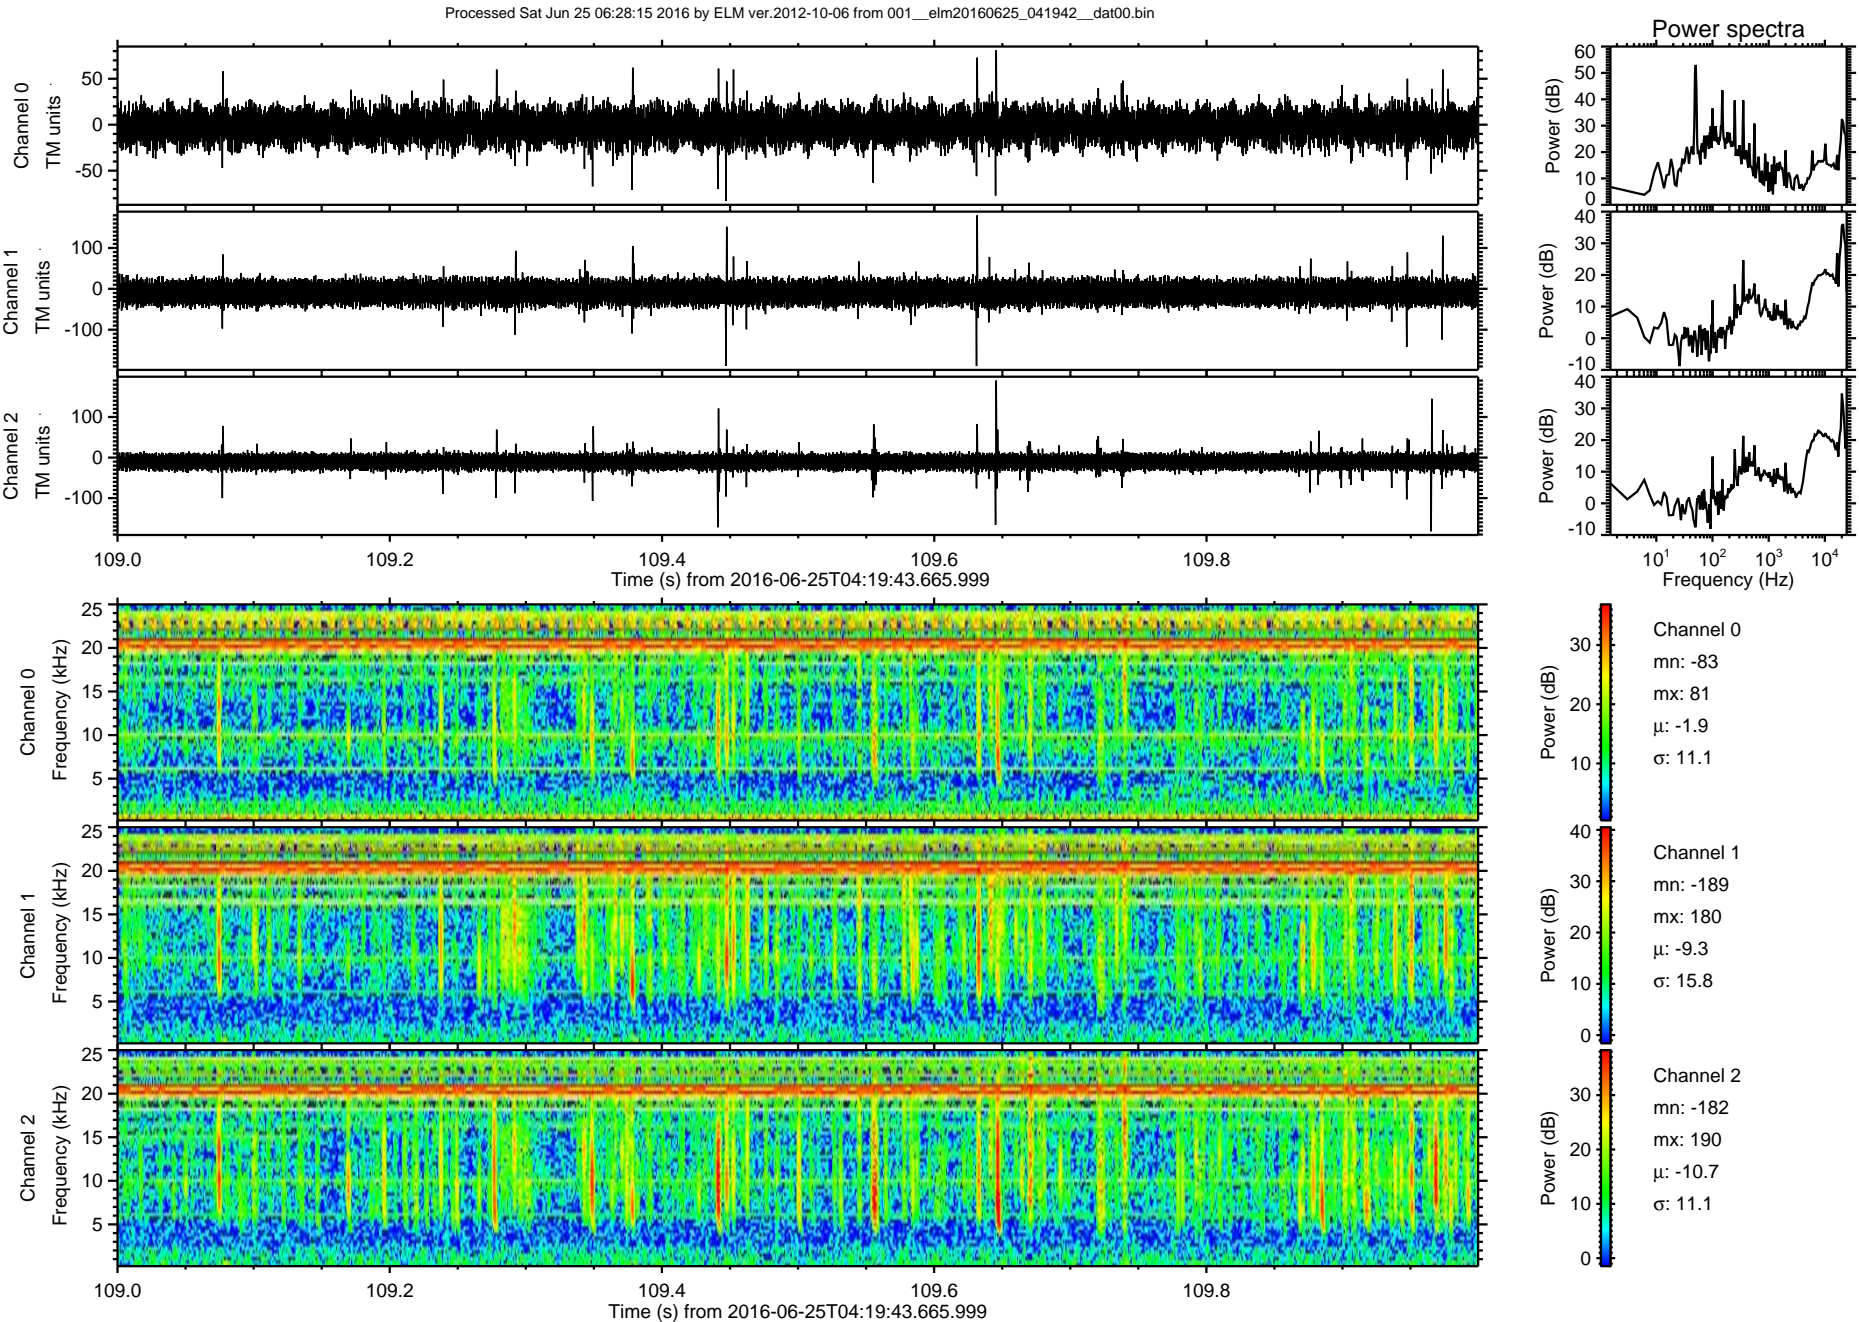 Processed Sat Jun 25 06:28:15 2016 by ELM ver.2012-10-06 from 001__elm20160625_041942__dat00.bin
Power spectra
Channel 0
TM units
50
0
-50
Power (dB)
60
50
40
30
20
10
0
Channel 1
TM units
100
0
-100
Power (dB)
40
30
20
10
0
-10
Channel 2
TM units
100
0
-100
Power (dB)
40
30
20
10
0
-10
109.0 109.2 109.4 109.6 109.8
Time (s) from 2016-06-25T04:19:43.665.999
10^1 10^2 10^3 10^4
Frequency (Hz)
Channel 0
Frequency (kHz)
25
20
15
10
5
Power (dB)
30
20
10
Channel 0
mn: -83
mx: 81
μ: -1.9
σ: 11.1
Channel 1
Frequency (kHz)
25
20
15
10
5
Power (dB)
40
30
20
10
0
Channel 1
mn: -189
mx: 180
μ: -9.3
σ: 15.8
Channel 2
Frequency (kHz)
25
20
15
10
5
Power (dB)
30
20
10
0
Channel 2
mn: -182
mx: 190
μ: -10.7
σ: 11.1
109.0 109.2 109.4 109.6 109.8
Time (s) from 2016-06-25T04:19:43.665.999